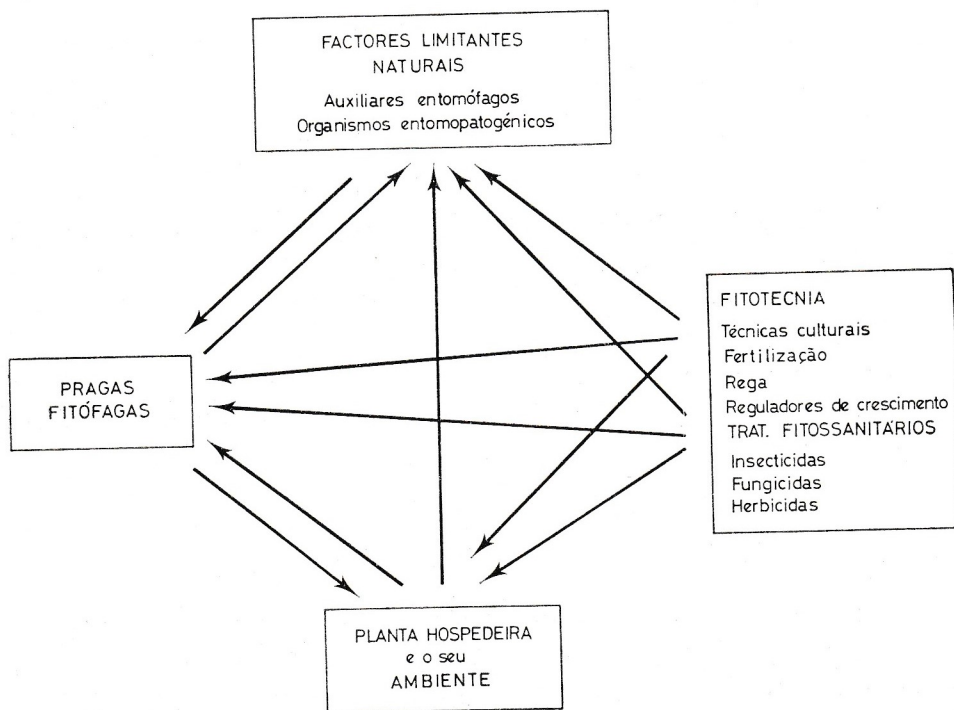 FACTORES LIMITANTES
NATURAIS
Auxiliares entomófagos
Organismos entomopatogénicos
PRAGAS
FITÓFAGAS
FITOTECNIA
Técnicas culturais
Fertilização
Rega
Reguladores de crescimento
TRAT. FITOSSANITÁRIOS
Insecticidas
Fungicidas
Herbicidas
PLANTA HOSPEDEIRA
e o seu
AMBIENTE